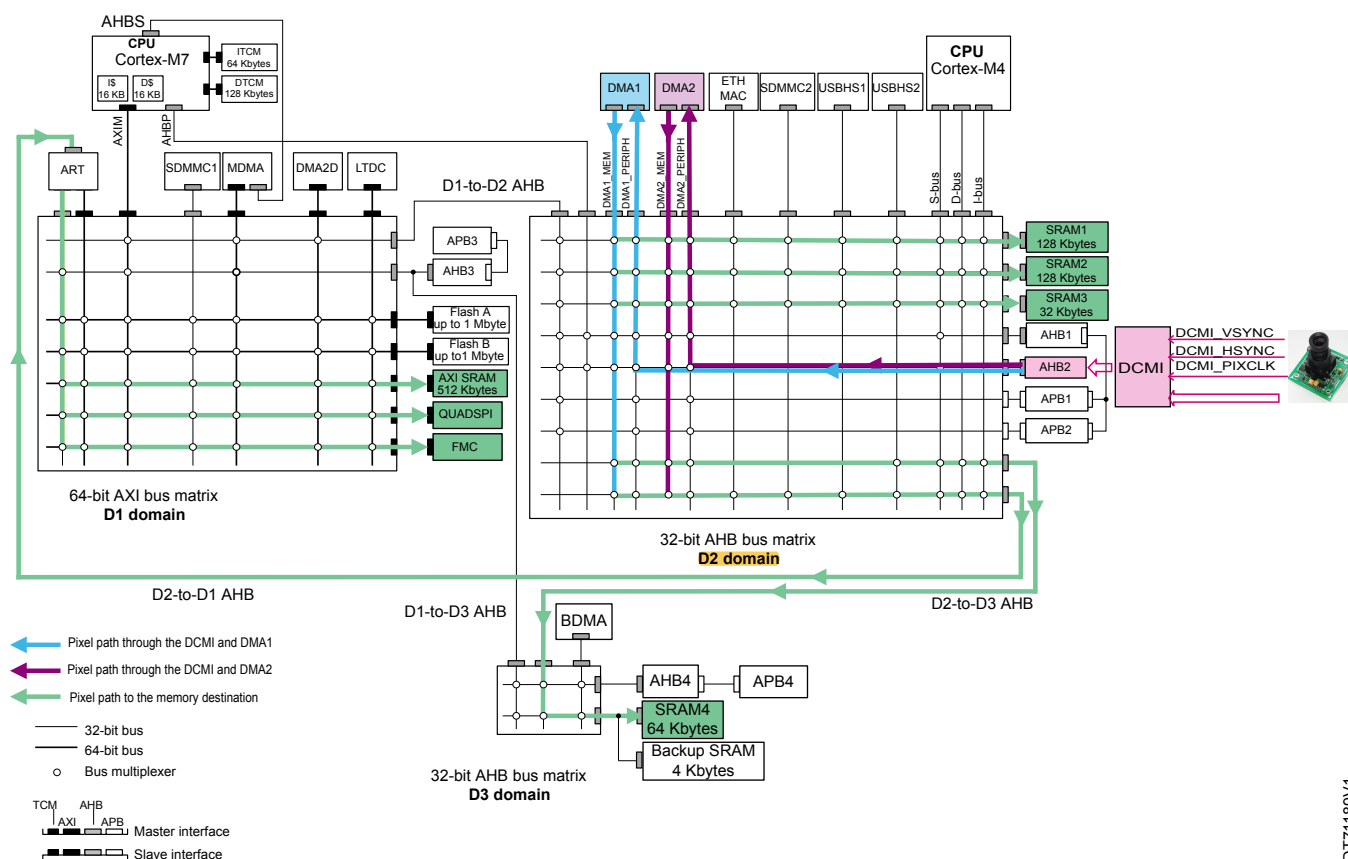 AHBS
CPU
Cortex-M7
I$
16 KB
D$
16 KB
ITCM
64 Kbytes
DTCM
128 Kbytes
AXIM
AHBP
ART
SDMMC1
MDMA
DMA2D
LTDC
D1-to-D2 AHB
APB3
AHB3
Flash A
up to 1 Mbyte
Flash B
up to1 Mbyte
AXI SRAM
512 Kbytes
QUADSPI
FMC
64-bit AXI bus matrix
D1 domain
DMA1
DMA2
ETH
MAC
SDMMC2
USBHS1
USBHS2
CPU
Cortex-M4
DMA1_MEM
DMA1_PERIPH
DMA2_MEM
DMA2_PERIPH
S-bus
D-bus
I-bus
SRAM1
128 Kbytes
SRAM2
128 Kbytes
SRAM3
32 Kbytes
AHB1
AHB2
APB1
APB2
DCMI
DCMI_VSYNC
DCMI_HSYNC
DCMI_PIXCLK
32-bit AHB bus matrix
D2 domain
D2-to-D1 AHB
D1-to-D3 AHB
D2-to-D3 AHB
BDMA
AHB4
APB4
SRAM4
64 Kbytes
Backup SRAM
4 Kbytes
32-bit AHB bus matrix
D3 domain
Pixel path through the DCMI and DMA1
Pixel path through the DCMI and DMA2
Pixel path to the memory destination
32-bit bus
64-bit bus
Bus multiplexer
TCM
AHB
AXI
APB
Master interface
Slave interface